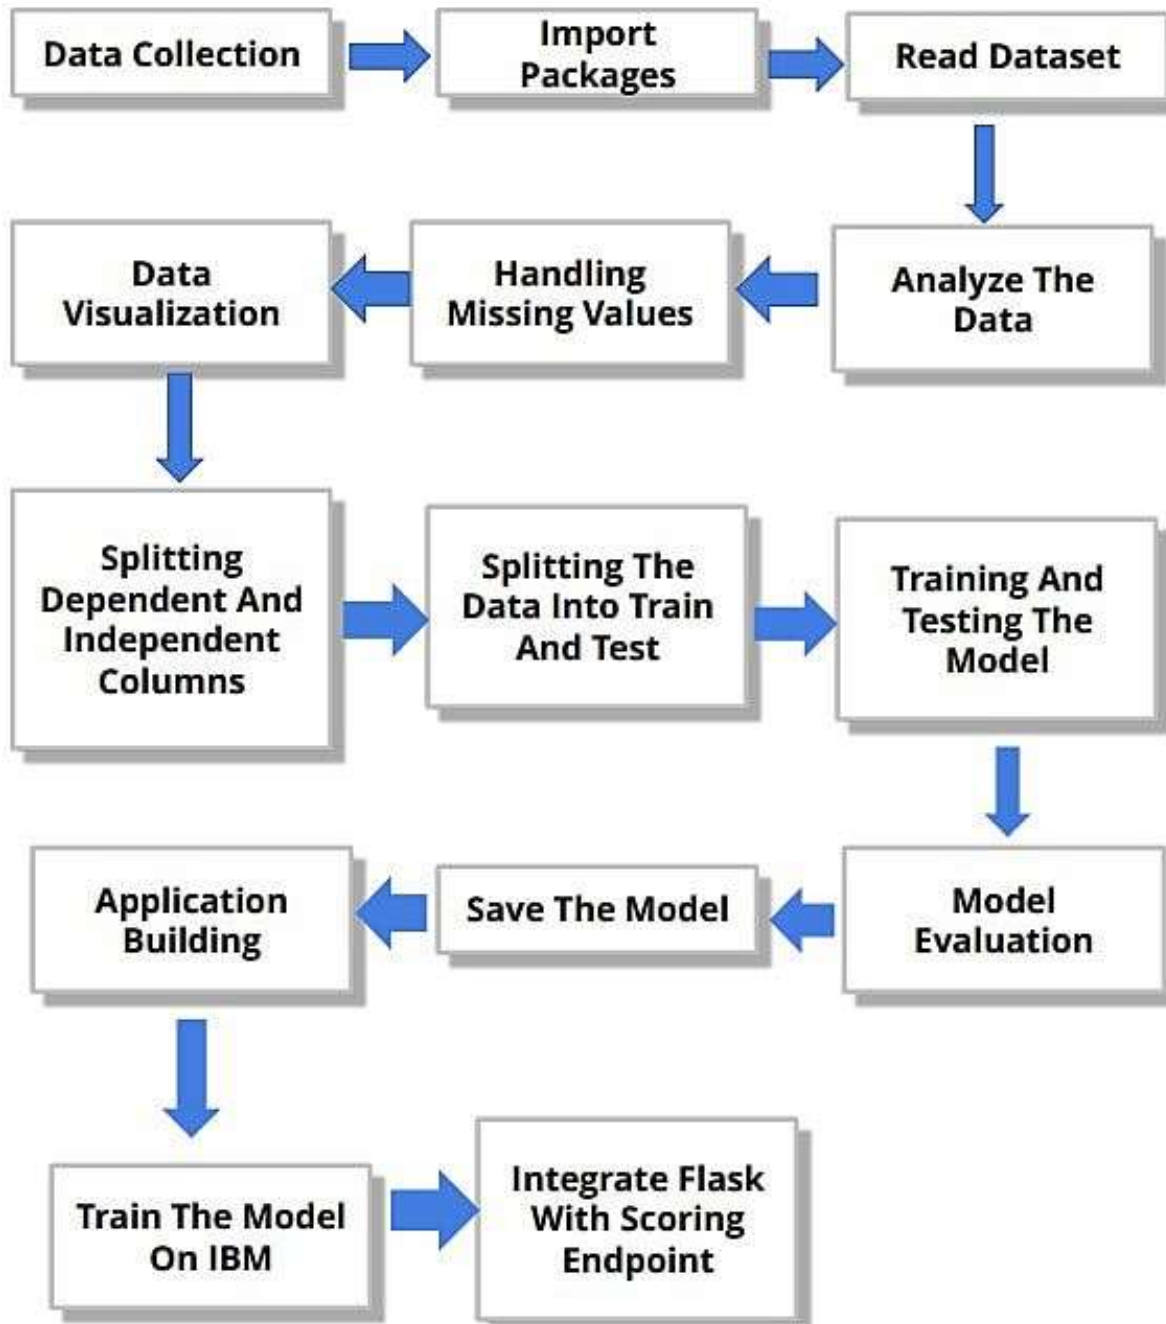 Data Collection
Import
Packages
Read Dataset
Analyze The
Data
Handling
Missing Values
Data
Visualization
Splitting
Dependent And
Independent
Columns
Splitting The
Data Into Train
And Test
Training And
Testing The
Model
Model
Evaluation
Save The Model
Application
Building
Train The Model
On IBM
Integrate Flask
With Scoring
Endpoint